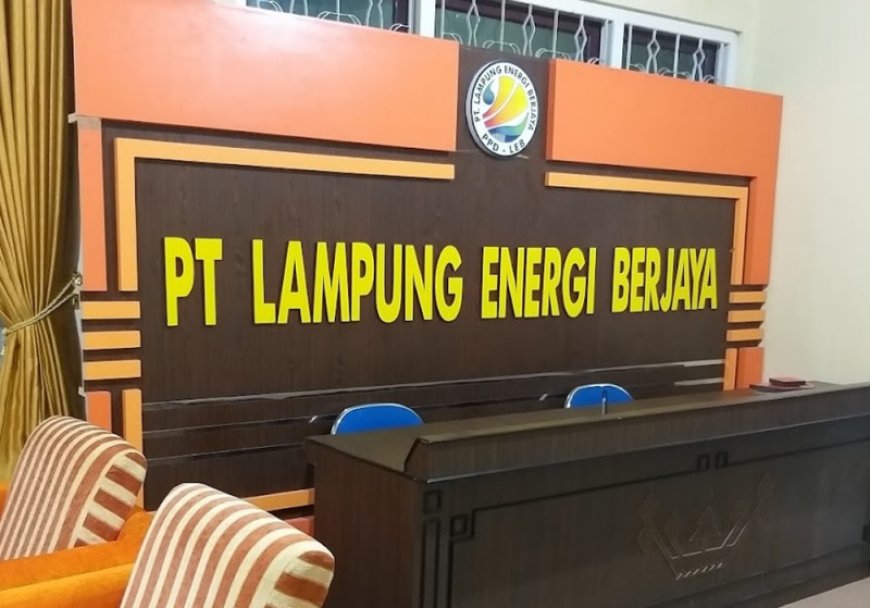 PT. LAMPUNG ENERGI BERJAYA
PPD - LEB
PT LAMPUNG ENERGI BERJAYA